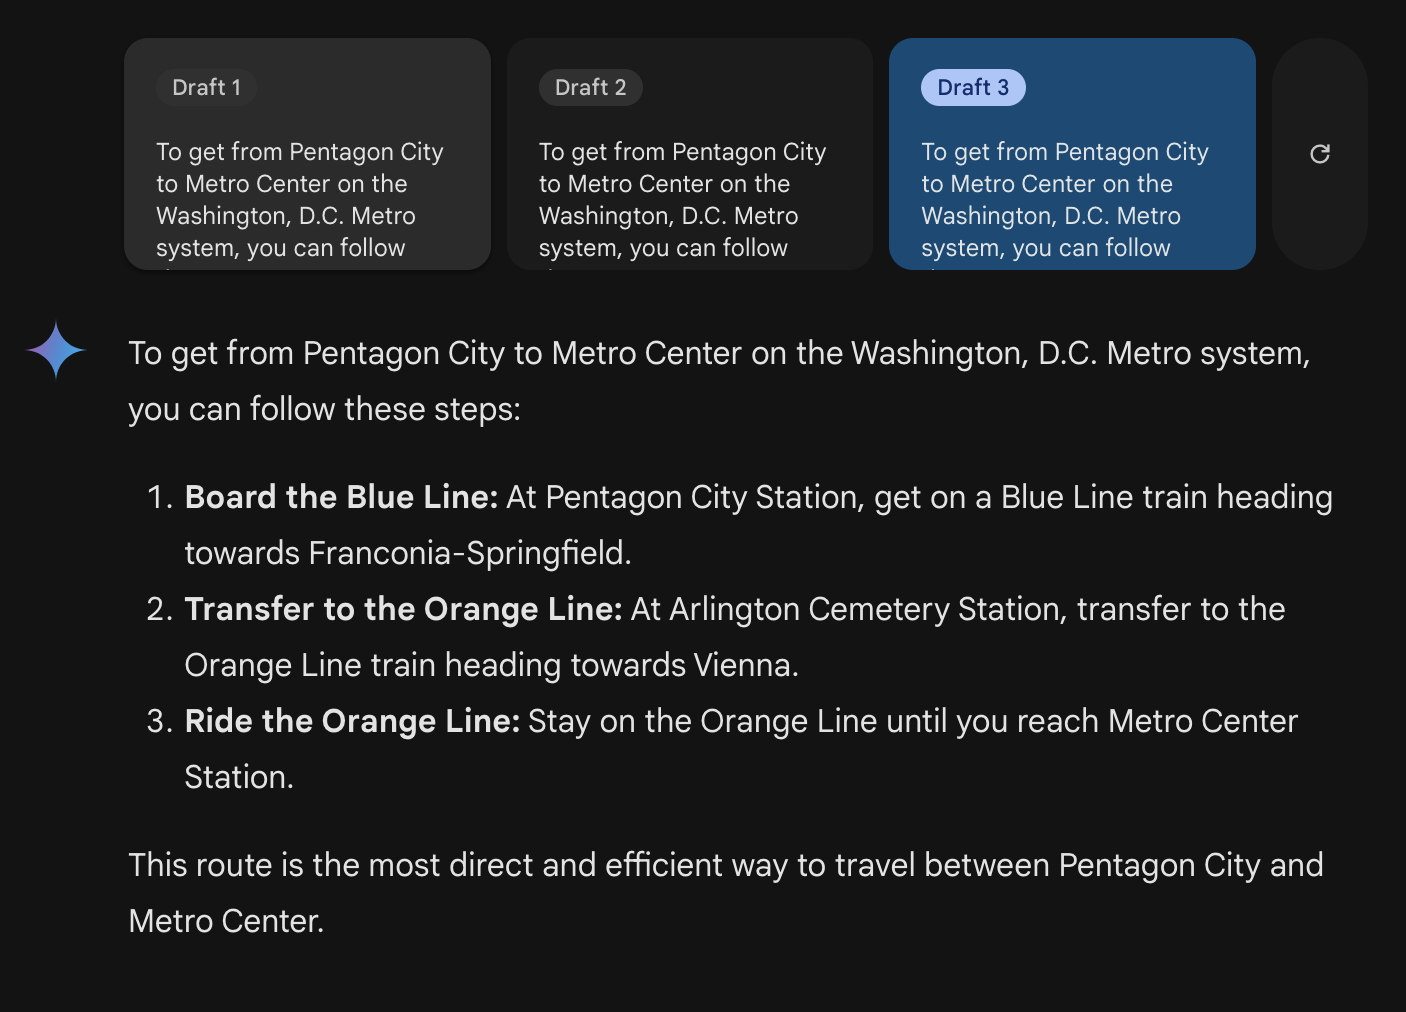 Draft 1
To get from Pentagon City
to Metro Center on the
Washington, D.C. Metro
system, you can follow
Draft 2
To get from Pentagon City
to Metro Center on the
Washington, D.C. Metro
system, you can follow
Draft 3
To get from Pentagon City
to Metro Center on the
Washington, D.C. Metro
system, you can follow
To get from Pentagon City to Metro Center on the Washington, D.C. Metro system,
you can follow these steps:
1. Board the Blue Line: At Pentagon City Station, get on a Blue Line train heading
towards Franconia-Springfield.
2. Transfer to the Orange Line: At Arlington Cemetery Station, transfer to the
Orange Line train heading towards Vienna.
3. Ride the Orange Line: Stay on the Orange Line until you reach Metro Center
Station.
This route is the most direct and efficient way to travel between Pentagon City and
Metro Center.